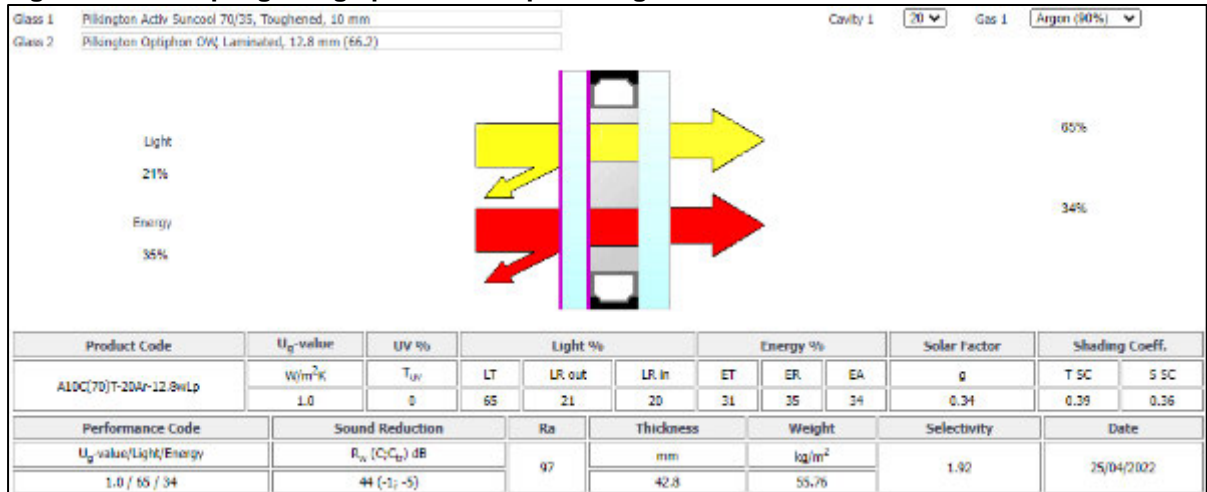 Glass 1 Pilkington Activ Suncool 70/35, Toughened, 10 mm Cavity 1 20 Gas 1 Argon (90%)
Glass 2 Pilkington Optiphon OW, Laminated, 12.8 mm (66.2)
Light 65%
21%
Energy 34%
35%
Product Code Ug-value UV % Light % Energy % Solar Factor Shading Coeff.
A10C(70)T-20Ar-12.8wLp W/m²K TUV LT LR out LR in ET ER EA g T SC S SC
1.0 0 65 21 20 31 35 34 0.34 0.39 0.36
Performance Code Sound Reduction Ra Thickness Weight Selectivity Date
Ug-value/Light/Energy Rw (C;Ctr) dB 97 mm kg/m² 1.92 25/04/2022
1.0 / 65 / 34 44 (-1; -5) 42.8 55.76